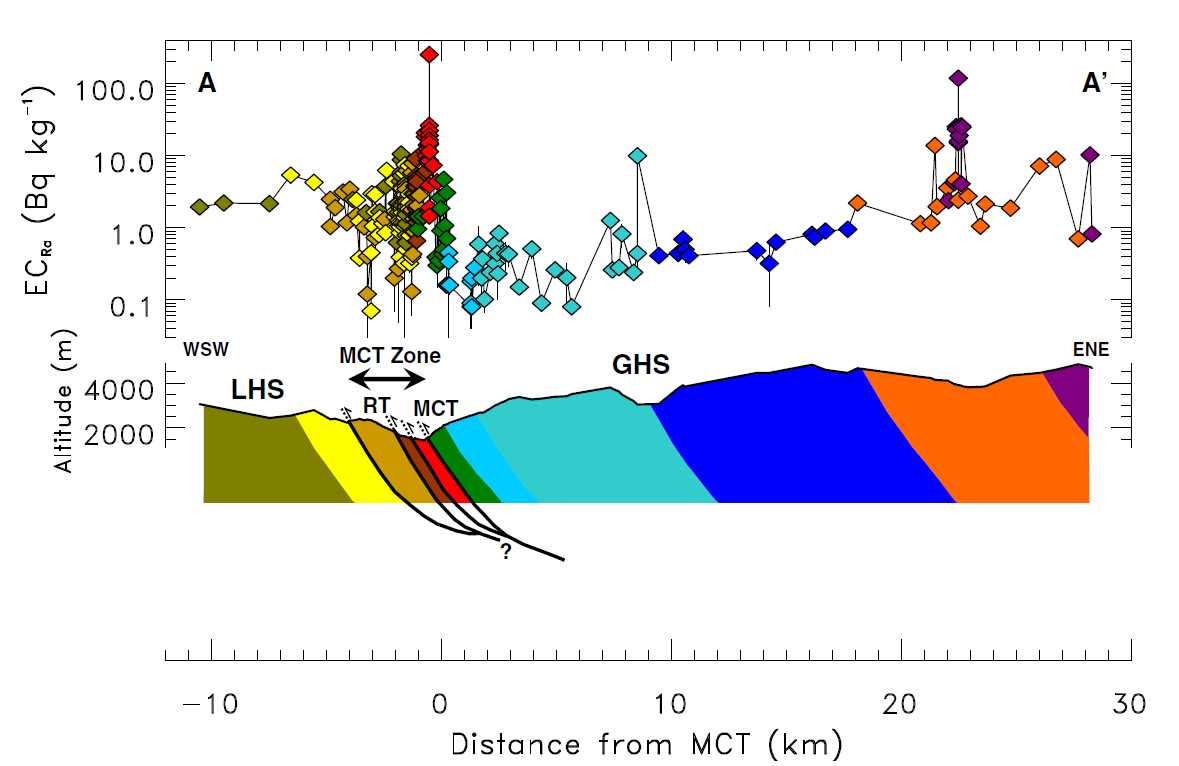 A A’
EC_Ra (Bq kg⁻¹)
100.0
10.0
1.0
0.1
WSW ENE
MCT Zone
GHS
LHS
RT MCT
Altitude (m)
4000
2000
?
−10 0 10 20 30
Distance from MCT (km)